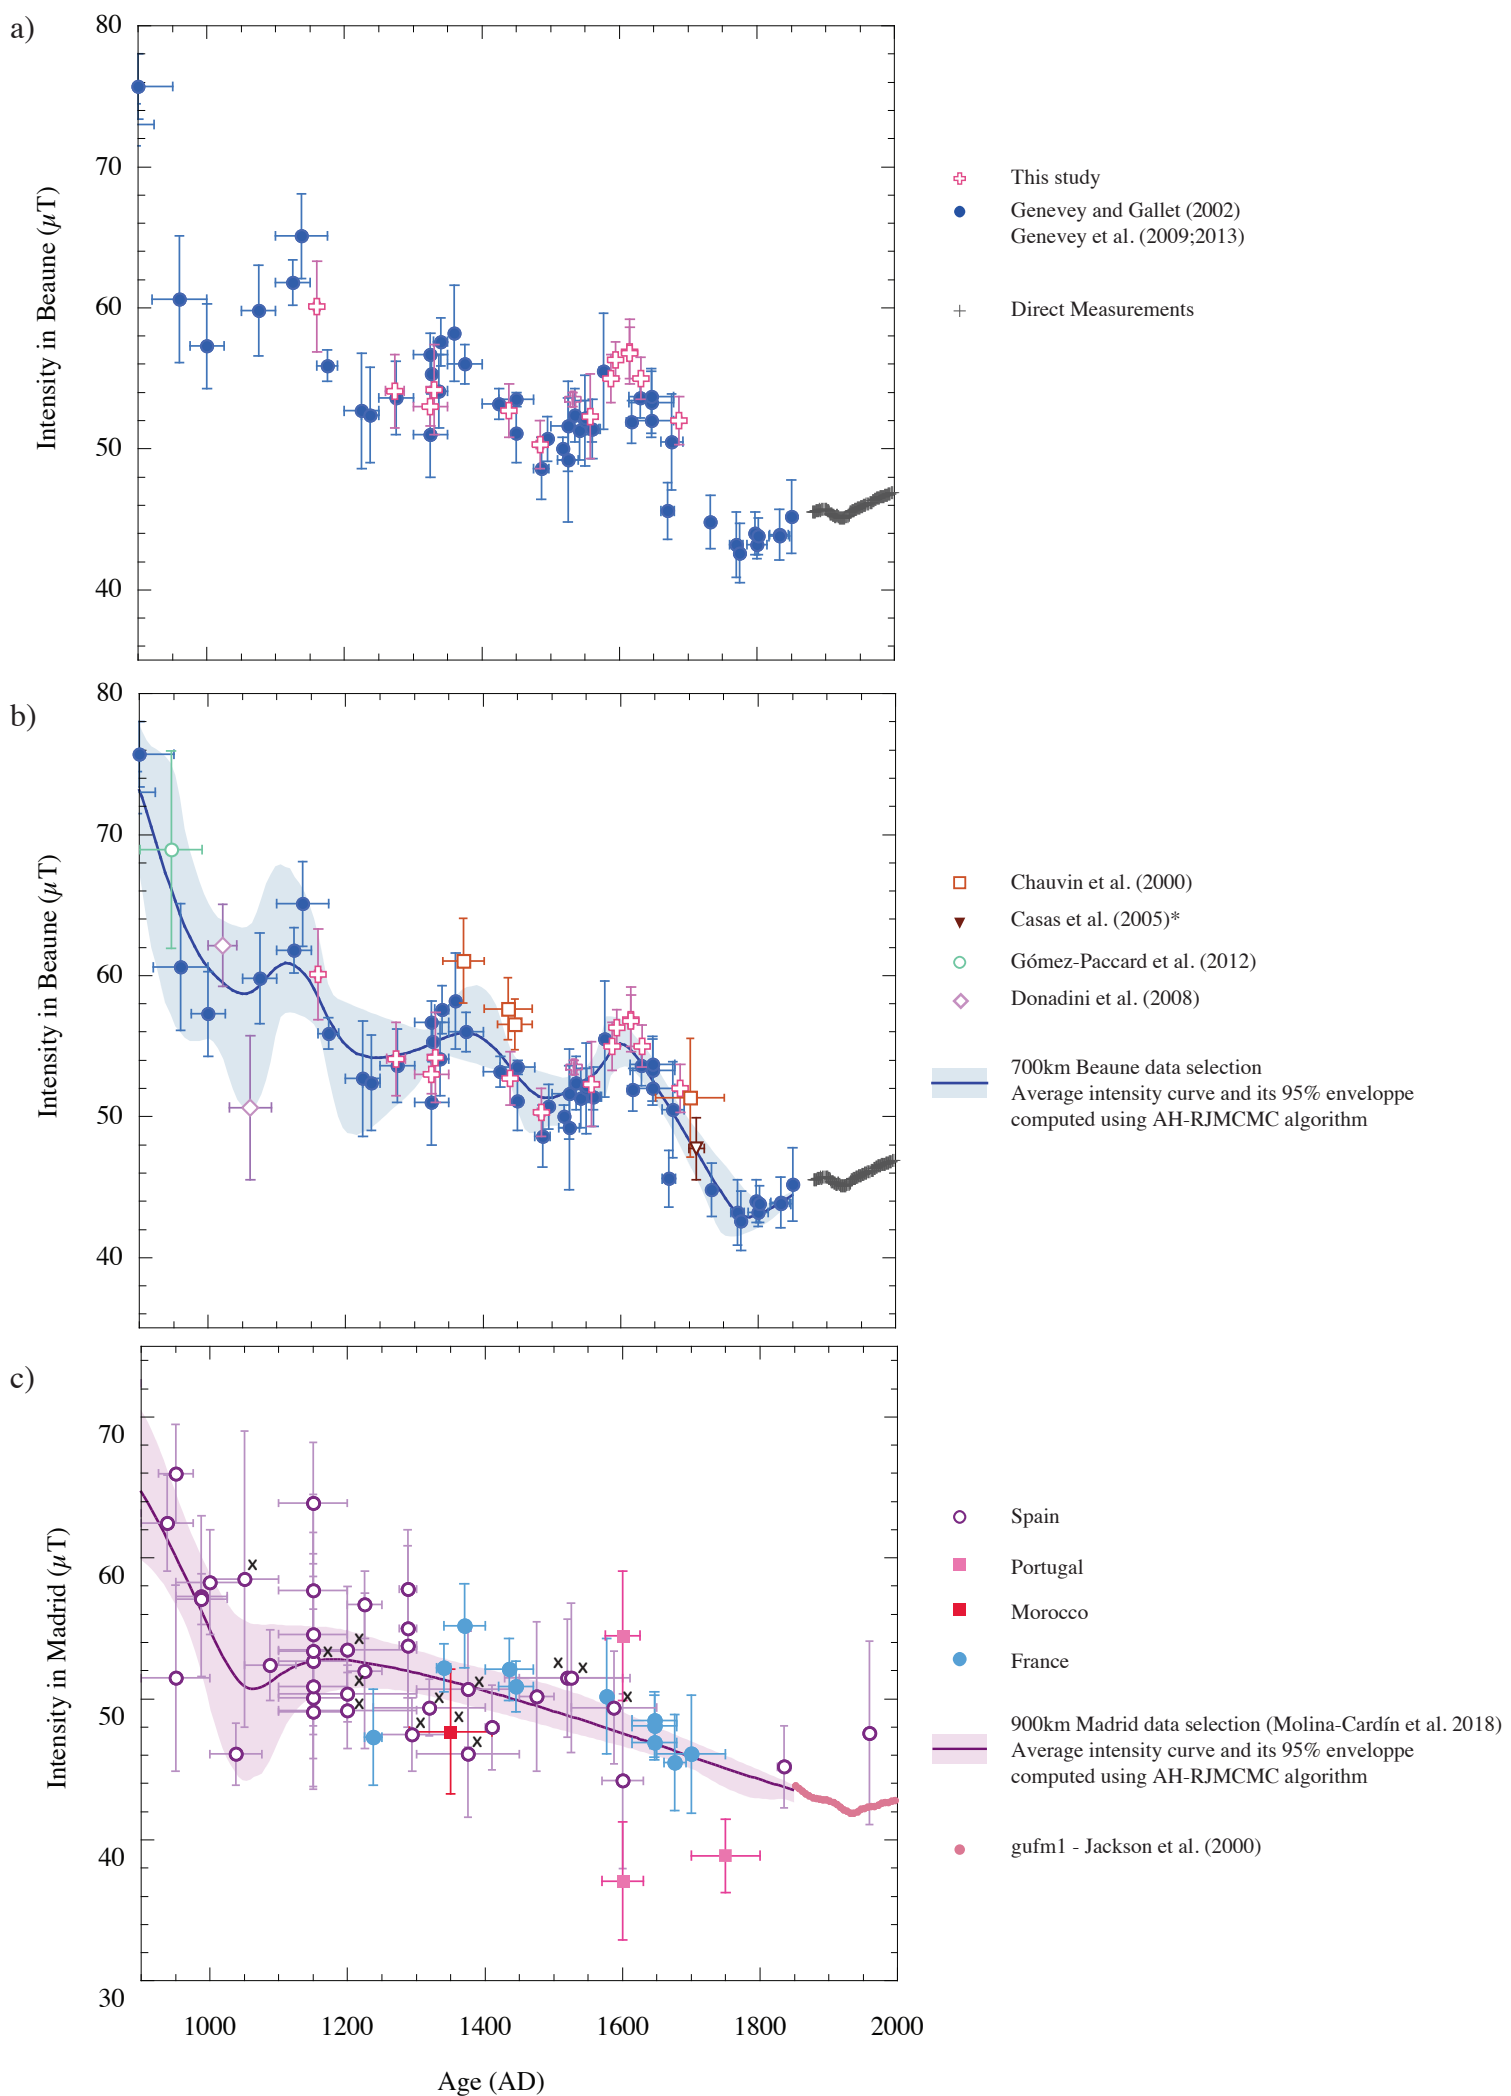 a)
80
70
60
50
40
Intensity in Beaune (µT)
This study
Genevey and Gallet (2002)
Genevey et al. (2009;2013)
Direct Measurements
b)
80
70
60
50
40
Intensity in Beaune (µT)
Chauvin et al. (2000)
Casas et al. (2005)*
Gómez-Paccard et al. (2012)
Donadini et al. (2008)
700km Beaune data selection
Average intensity curve and its 95% enveloppe
computed using AH-RJMCMC algorithm
c)
70
60
50
40
30
Intensity in Madrid (µT)
x
x
x
x
x
x
x
x
x
x
x
x
x
Spain
Portugal
Morocco
France
900km Madrid data selection (Molina-Cardín et al. 2018)
Average intensity curve and its 95% enveloppe
computed using AH-RJMCMC algorithm
gufm1 - Jackson et al. (2000)
1000 1200 1400 1600 1800 2000
Age (AD)